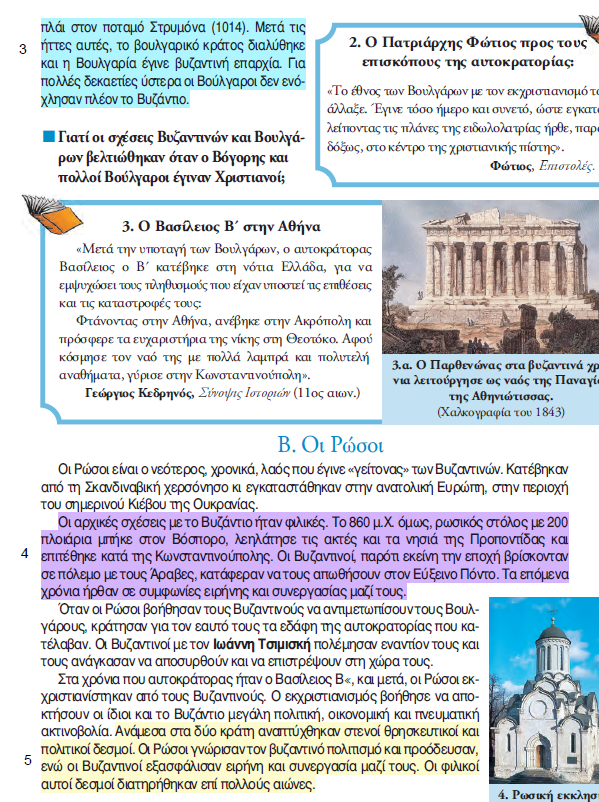 πλάι στον ποταμό Στρυμόνα (1014). Μετά τις
3
ήττες αυτές, το βουλγαρικό κράτος διαλύθηκε
και η Βουλγαρία έγινε βυζαντινή επαρχία. Για
πολλές δεκαετίες ύστερα οι Βούλγαροι δεν ενό-
χλησαν πλέον το Βυζάντιο.
Γιατί οι σχέσεις Βυζαντινών και Βουλγά-
ρων βελτιώθηκαν όταν ο Βόγορης και
πολλοί Βούλγαροι έγιναν Χριστιανοί;
2. Ο Πατριάρχης Φώτιος προς τους
επισκόπους της αυτοκρατορίας:
«Το έθνος των Βουλγάρων με τον εκχριστιανισμό το
άλλαξε. Έγινε τόσο ήμερο και συνετό, ώστε εγκατα
λείποντας τις πλάνες της ειδωλολατρίας ήρθε, παρα
δόξως, στο κέντρο της χριστιανικής πίστης».
Φώτιος, Επιστολές.
3. Ο Βασίλειος Β΄ στην Αθήνα
«Μετά την υποταγή των Βουλγάρων, ο αυτοκράτορας
Βασίλειος ο Β΄ κατέβηκε στη νότια Ελλάδα, για να
εμψυχώσει τους πληθυσμούς που είχαν υποστεί τις επιθέσεις
και τις καταστροφές τους:
Φτάνοντας στην Αθήνα, ανέβηκε στην Ακρόπολη και
πρόσφερε τα ευχαριστήρια της νίκης στη Θεοτόκο. Αφού
κόσμησε τον ναό της με πολλά λαμπρά και πολυτελή
αναθήματα, γύρισε στην Κωνσταντινούπολη».
Γεώργιος Κεδρηνός, Σύνοψις Ιστοριών (11ος αιων.)
3.α. Ο Παρθενώνας στα βυζαντινά χρ
νια λειτούργησε ως ναός της Παναγί
της Αθηνιώτισσας.
(Χαλκογραφία του 1843)
Β. Οι Ρώσοι
Οι Ρώσοι είναι ο νεότερος, χρονικά, λαός που έγινε «γείτονας» των Βυζαντινών. Κατέβηκαν
από τη Σκανδιναβική χερσόνησο κι εγκαταστάθηκαν στην ανατολική Ευρώπη, στην περιοχή
του σημερινού Κιέβου της Ουκρανίας.
Οι αρχικές σχέσεις με το Βυζάντιο ήταν φιλικές. Το 860 μ.Χ. όμως, ρωσικός στόλος με 200
πλοιάρια μπήκε στον Βόσπορο, λεηλάτησε τις ακτές και τα νησιά της Προποντίδας και
4
επιτέθηκε κατά της Κωνσταντινούπολης. Οι Βυζαντινοί, παρότι εκείνη την εποχή βρίσκονταν
σε πόλεμο με τους Άραβες, κατάφεραν να τους απωθήσουν στον Εύξεινο Πόντο. Τα επόμενα
χρόνια ήρθαν σε συμφωνίες ειρήνης και συνεργασίας μαζί τους.
Όταν οι Ρώσοι βοήθησαν τους Βυζαντινούς να αντιμετωπίσουν τους Βουλ-
γάρους, κράτησαν για τον εαυτό τους τα εδάφη της αυτοκρατορίας που κα-
τέλαβαν. Οι Βυζαντινοί με τον Ιωάννη Τσιμισκή πολέμησαν εναντίον τους και
τους ανάγκασαν να αποσυρθούν και να επιστρέψουν στη χώρα τους.
Στα χρόνια που αυτοκράτορας ήταν ο Βασίλειος Β«, και μετά, οι Ρώσοι εκ-
χριστιανίστηκαν από τους Βυζαντινούς. Ο εκχριστιανισμός βοήθησε να απο-
κτήσουν οι ίδιοι και το Βυζάντιο μεγάλη πολιτική, οικονομική και πνευματική
ακτινοβολία. Ανάμεσα στα δύο κράτη αναπτύχθηκαν στενοί θρησκευτικοί και
πολιτικοί δεσμοί. Οι Ρώσοι γνώρισαν τον βυζαντινό πολιτισμό και προόδευσαν,
5
ενώ οι Βυζαντινοί εξασφάλισαν ειρήνη και συνεργασία μαζί τους. Οι φιλικοί
αυτοί δεσμοί διατηρήθηκαν επί πολλούς αιώνες.
4. Ρωσική εκκλησ